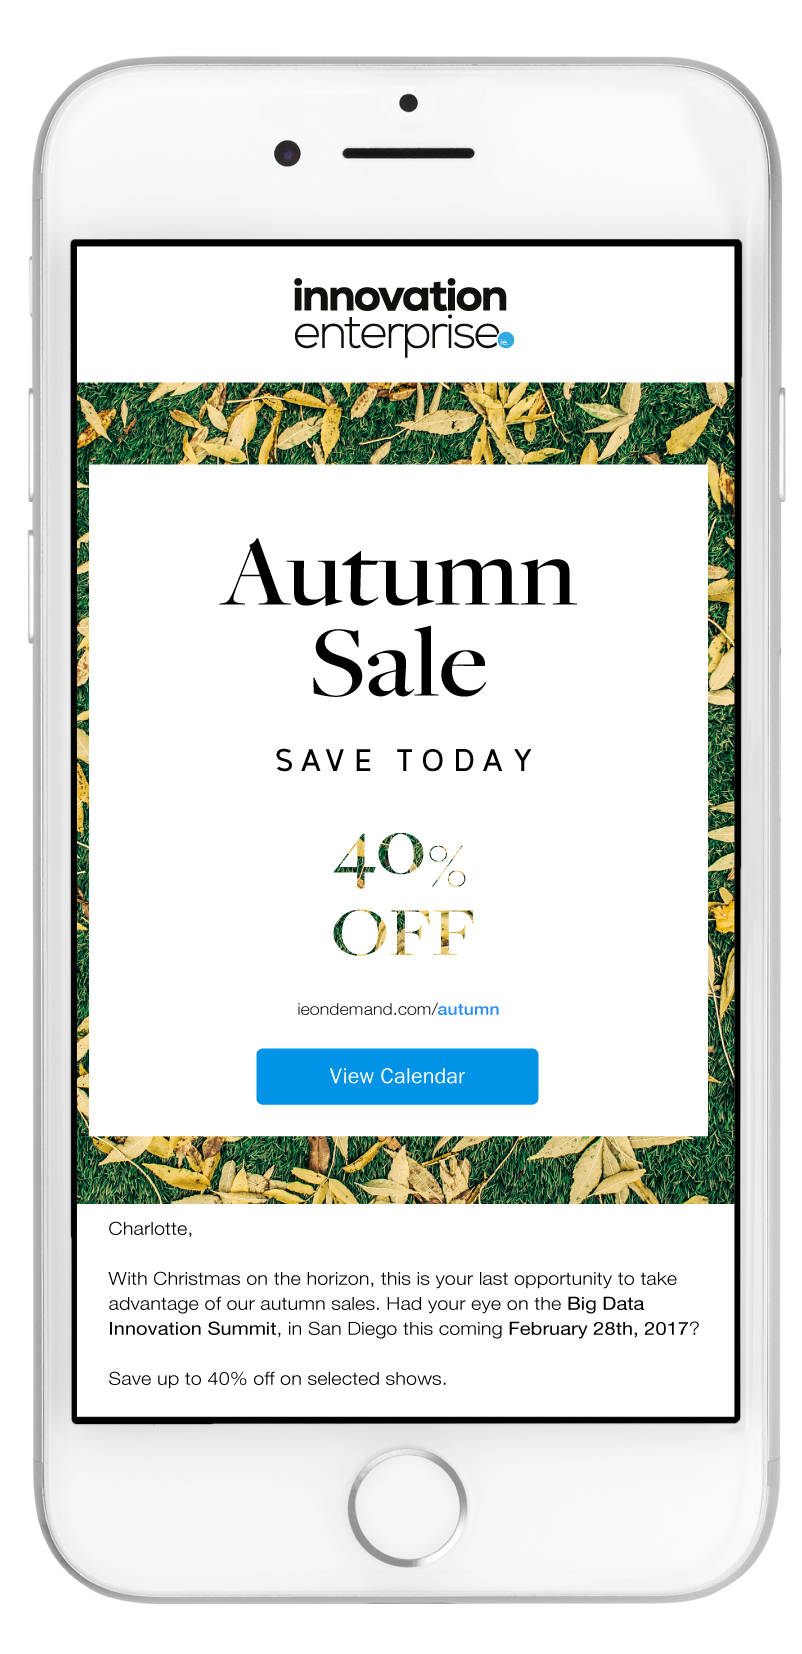 innovation
enterprise
ie.
Autumn
Sale
SAVE TODAY
40%
OFF
ieondemand.com/autumn
View Calendar
Charlotte,
With Christmas on the horizon, this is your last opportunity to take
advantage of our autumn sales. Had your eye on the Big Data
Innovation Summit, in San Diego this coming February 28th, 2017?
Save up to 40% off on selected shows.